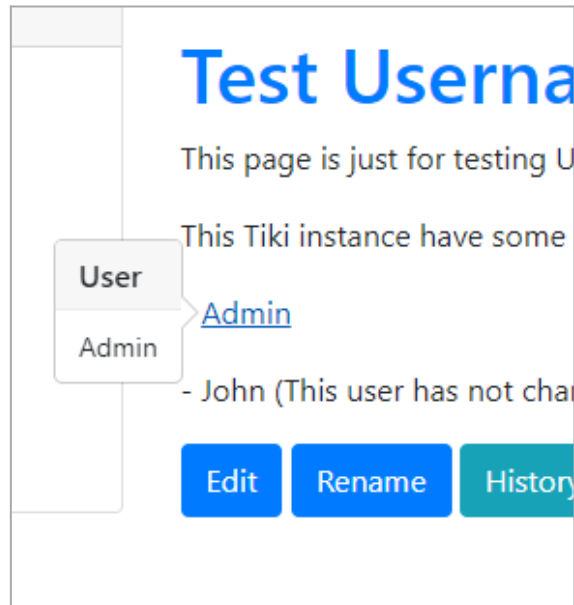 Test Userna
This page is just for testing U
This Tiki instance have some
User
Admin
Admin
- John (This user has not char
Edit Rename History